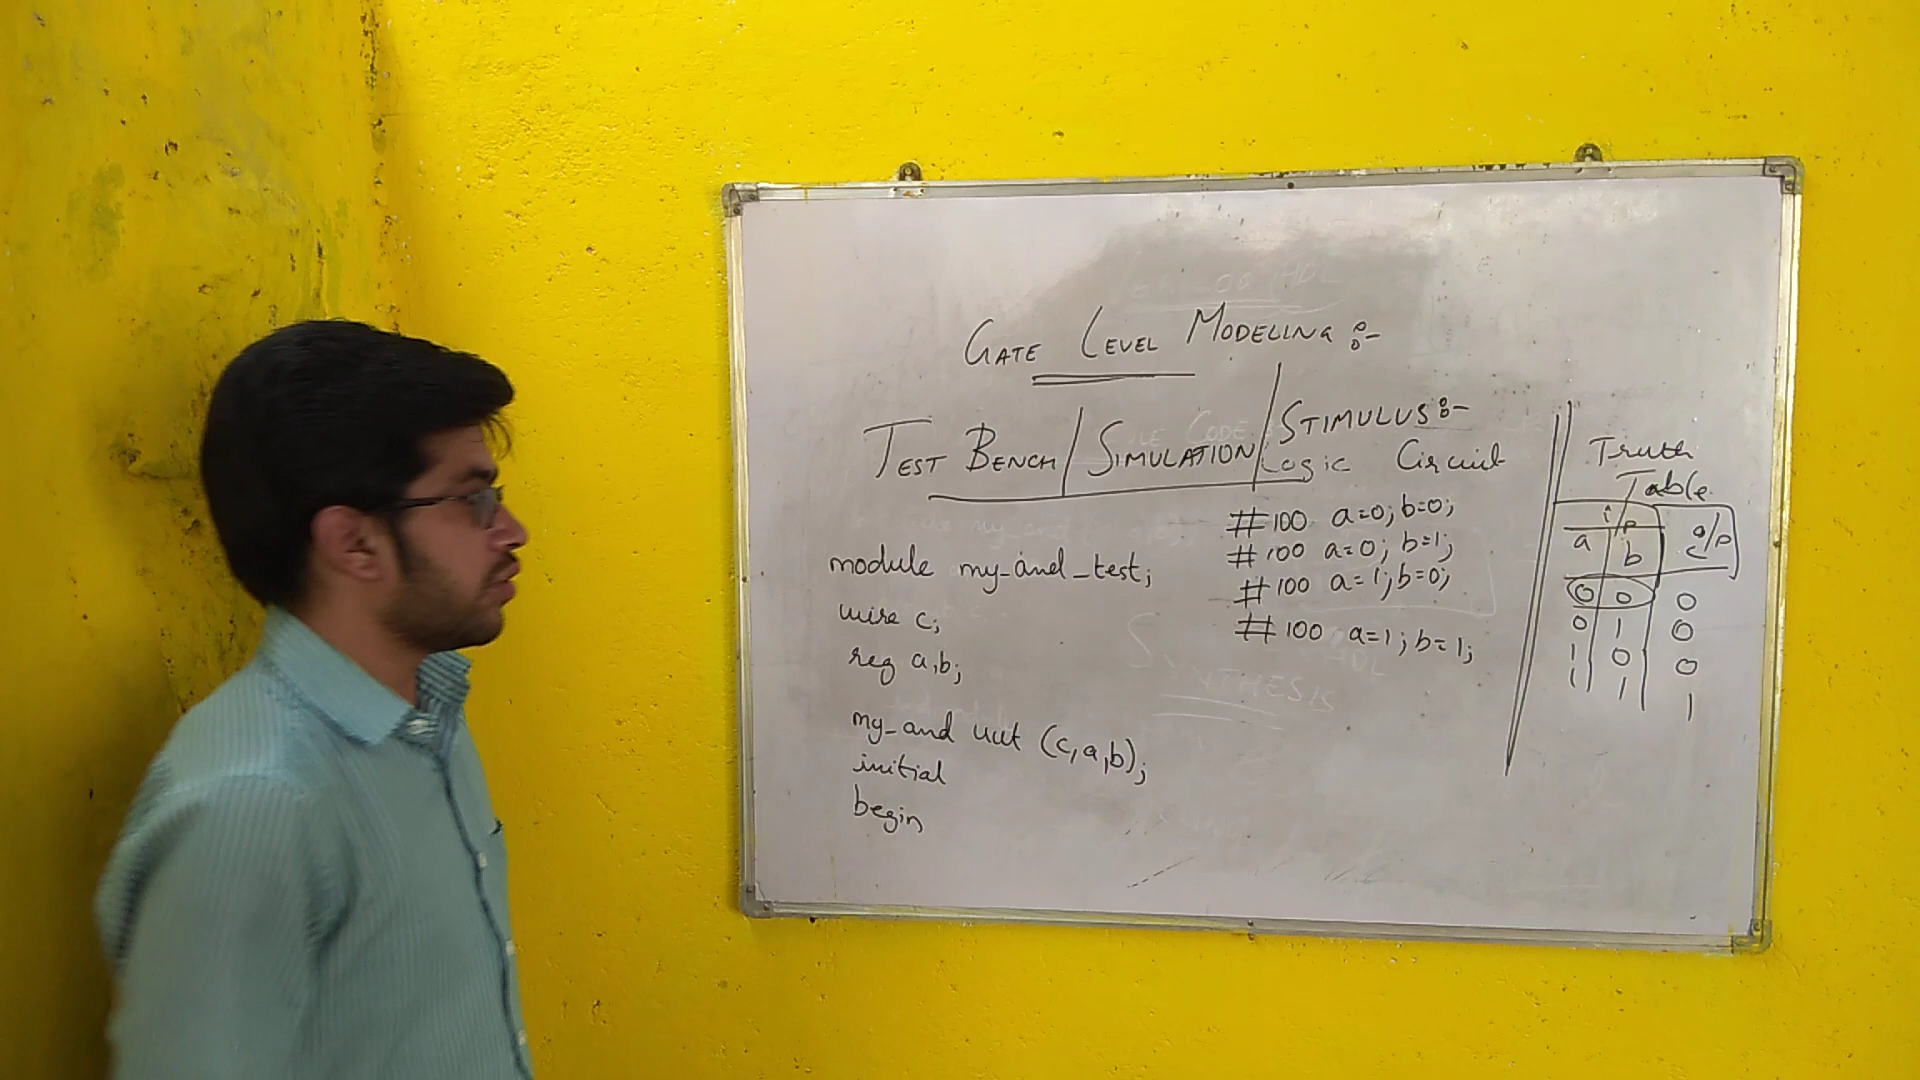 GATE LEVEL MODELING :-
TEST BENCH / SIMULATION / STIMULUS :-
Logic Circuit
module my_and_test;
wire c;
reg a,b;
my_and uut (c,a,b);
initial
begin
#100 a=0; b=0;
#100 a=0; b=1;
#100 a=1; b=0;
#100 a=1; b=1;
Truth
Table
i/p o/p
a b c
0 0 0
0 1 0
1 0 0
1 1 1
SYNTHESIS